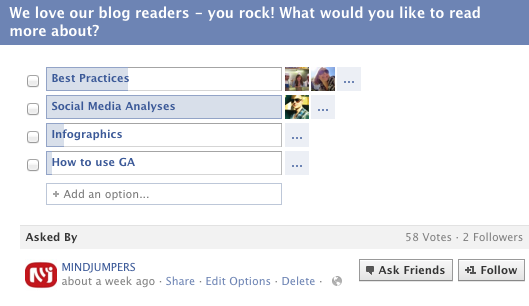 We love our blog readers - you rock! What would you like to read
more about?
Best Practices
...
Social Media Analyses
...
Infographics
...
How to use GA
...
+ Add an option...
Asked By
58 Votes · 2 Followers
MINDJUMPERS
about a week ago · Share · Edit Options · Delete ·
Ask Friends
+1 Follow